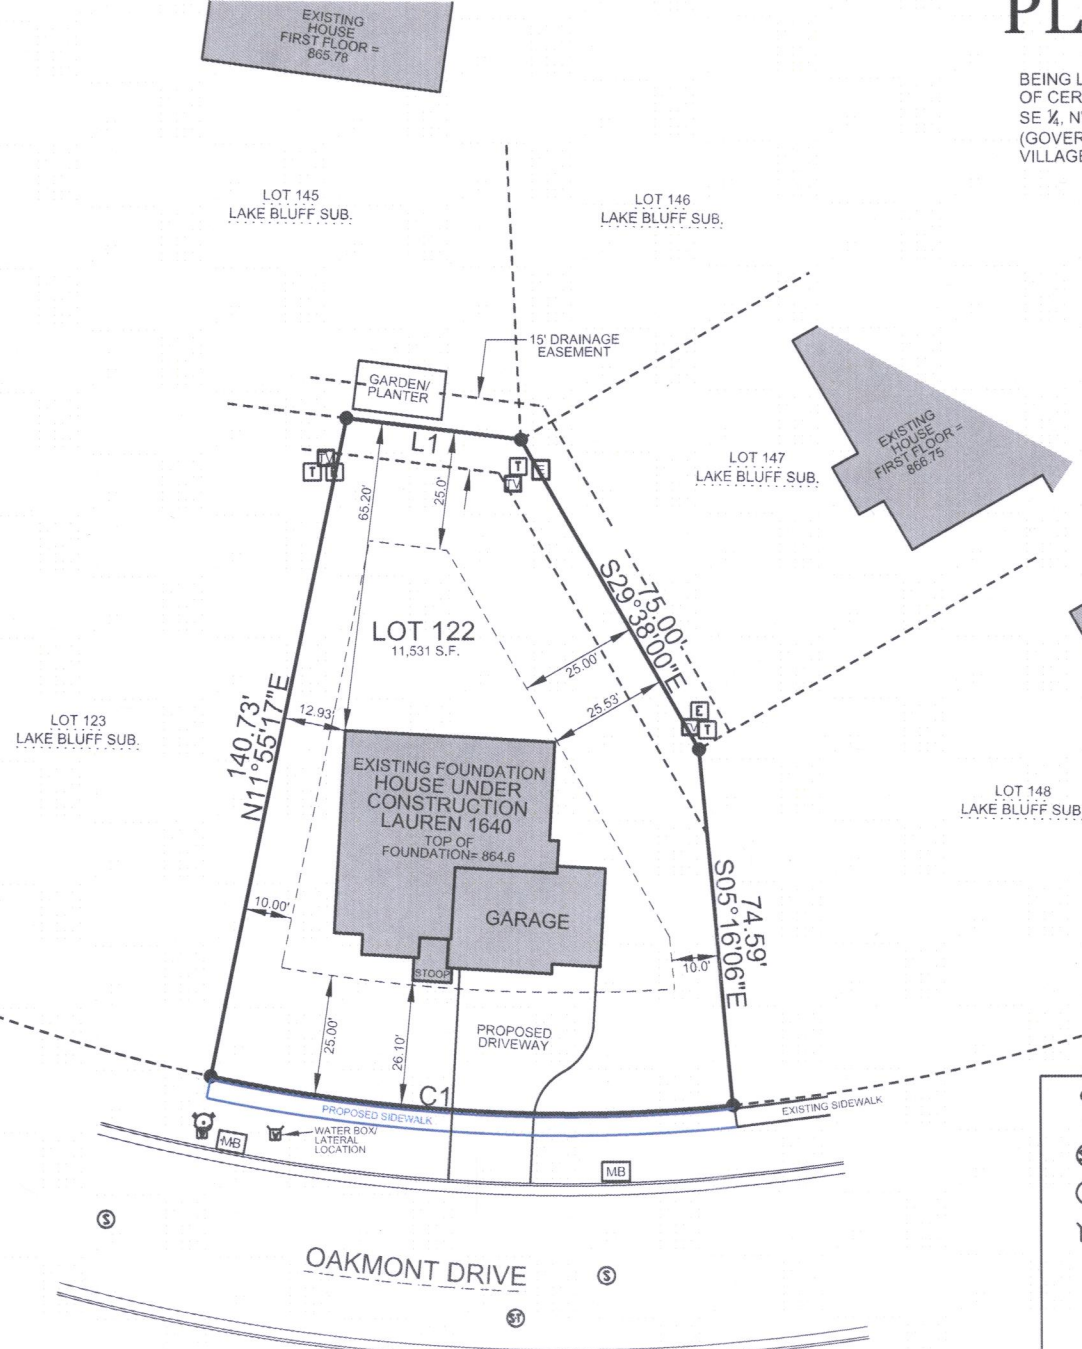 EXISTING
HOUSE
FIRST FLOOR =
865.78
BEING
OF CER
SE ¼, N
(GOVER
VILLAGE
LOT 145
LAKE BLUFF SUB.
LOT 146
LAKE BLUFF SUB.
15' DRAINAGE
EASEMENT
GARDEN/
PLANTER
L1
TV
T
E
T
E
TV
65.20'
25.0'
EXISTING
HOUSE
FIRST FLOOR =
866.75
LOT 147
LAKE BLUFF SUB.
75.00'
S29°38'00"E
LOT 122
11,531 S.F.
25.00'
25.53'
E
TV
T
LOT 123
LAKE BLUFF SUB.
140.73'
N11°55'17"E
12.93'
EXISTING FOUNDATION
HOUSE UNDER
CONSTRUCTION
LAUREN 1640
TOP OF
FOUNDATION= 864.6
LOT 148
LAKE BLUFF SUB
GARAGE
74.59'
S05°16'06"E
10.00'
10.0'
STOOP
25.00'
26.10'
PROPOSED
DRIVEWAY
C1
PROPOSED SIDEWALK
EXISTING SIDEWALK
WATER BOX/
LATERAL
LOCATION
MB
MB
S
OAKMONT DRIVE
S
ST